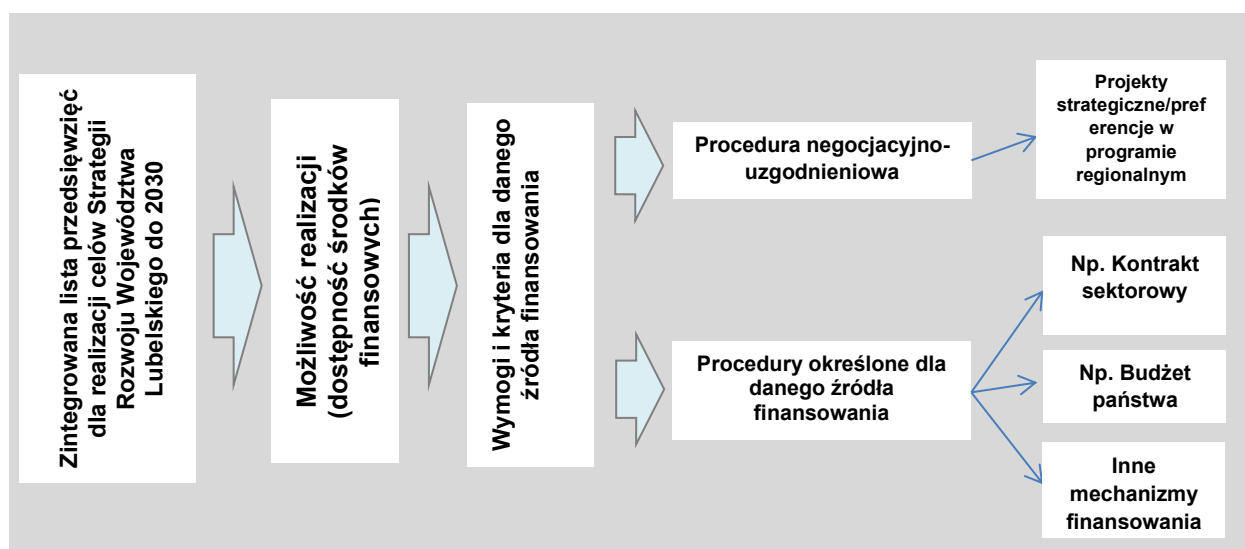 Zintegrowana lista przedsięwzięć
dla realizacji celów Strategii
Rozwoju Województwa
Lubelskiego do 2030
Możliwość realizacji
(dostępność środków
finansowych)
Wymogi i kryteria dla danego
źródła finansowania
Procedura negocjacyjno-
uzgodnieniowa
Projekty
strategiczne/pref
erencje w
programie
regionalnym
Procedury określone dla
danego źródła
finansowania
Np. Kontrakt
sektorowy
Np. Budżet
państwa
Inne
mechanizmy
finansowania